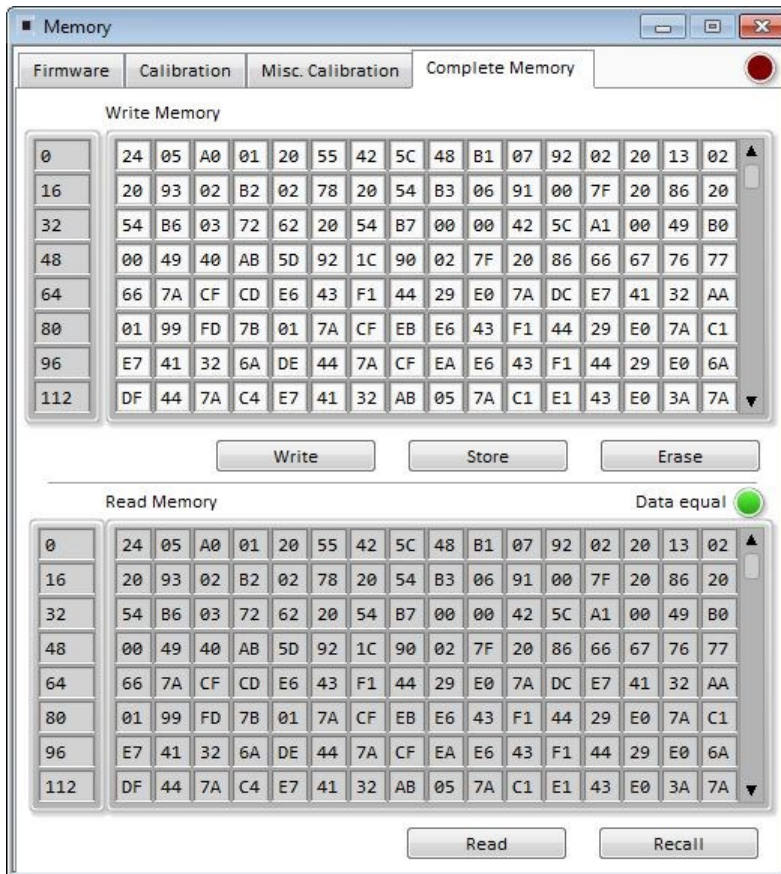 Memory
Firmware Calibration Misc. Calibration Complete Memory
Write Memory
0 24 05 A0 01 20 55 42 5C 48 B1 07 92 02 20 13 02
16 20 93 02 B2 02 78 20 54 B3 06 91 00 7F 20 86 20
32 54 B6 03 72 62 20 54 B7 00 00 42 5C A1 00 49 B0
48 00 49 40 AB 5D 92 1C 90 02 7F 20 86 66 67 76 77
64 66 7A CF CD E6 43 F1 44 29 E0 7A DC E7 41 32 AA
80 01 99 FD 7B 01 7A CF EB E6 43 F1 44 29 E0 7A C1
96 E7 41 32 6A DE 44 7A CF EA E6 43 F1 44 29 E0 6A
112 DF 44 7A C4 E7 41 32 AB 05 7A C1 E1 43 E0 3A 7A
Write Store Erase
Read Memory Data equal
0 24 05 A0 01 20 55 42 5C 48 B1 07 92 02 20 13 02
16 20 93 02 B2 02 78 20 54 B3 06 91 00 7F 20 86 20
32 54 B6 03 72 62 20 54 B7 00 00 42 5C A1 00 49 B0
48 00 49 40 AB 5D 92 1C 90 02 7F 20 86 66 67 76 77
64 66 7A CF CD E6 43 F1 44 29 E0 7A DC E7 41 32 AA
80 01 99 FD 7B 01 7A CF EB E6 43 F1 44 29 E0 7A C1
96 E7 41 32 6A DE 44 7A CF EA E6 43 F1 44 29 E0 6A
112 DF 44 7A C4 E7 41 32 AB 05 7A C1 E1 43 E0 3A 7A
Read Recall